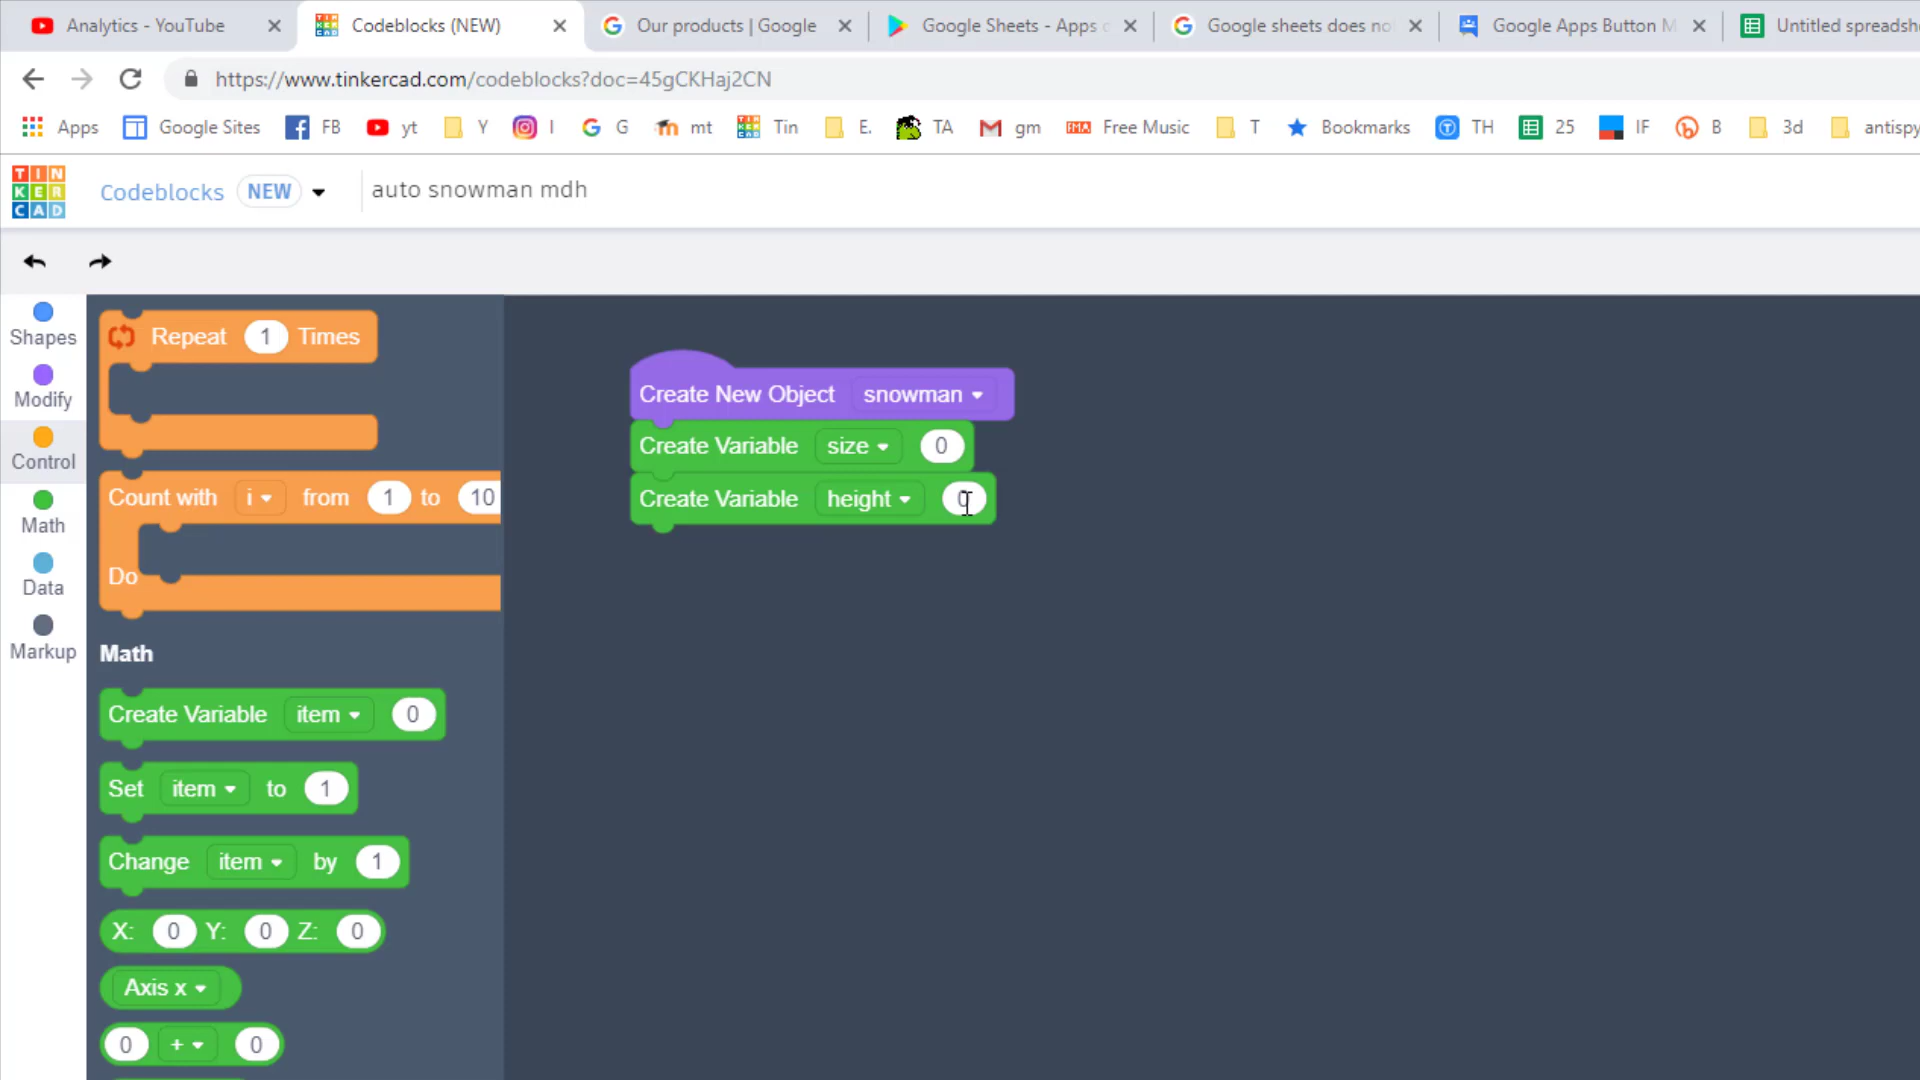 Analytics - YouTube
Codeblocks (NEW)
Our products | Google
Google Sheets - Apps o
Google sheets does no
Google Apps Button M
Untitled spreadshe
https://www.tinkercad.com/codeblocks?doc=45gCKHaj2CN
Apps Google Sites FB yt Y I G mt Tin E. TA gm Free Music T Bookmarks TH 25 IF B 3d antispy
TIN
KER
CAD
Codeblocks NEW auto snowman mdh
Shapes
Modify
Control
Math
Data
Markup
Repeat 1 Times
Count with i from 1 to 10
Do
Math
Create Variable item 0
Set item to 1
Change item by 1
X: 0 Y: 0 Z: 0
Axis x
0 + 0
Create New Object snowman
Create Variable size 0
Create Variable height 0